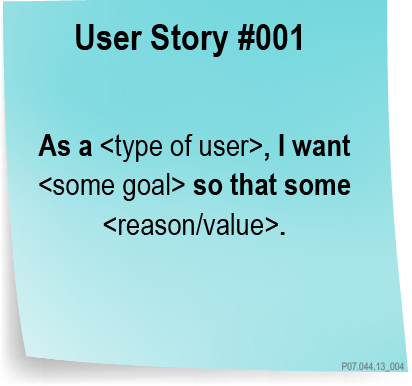 User Story #001
As a <type of user>, I want
<some goal> so that some
<reason/value>.
P07.044.13_004